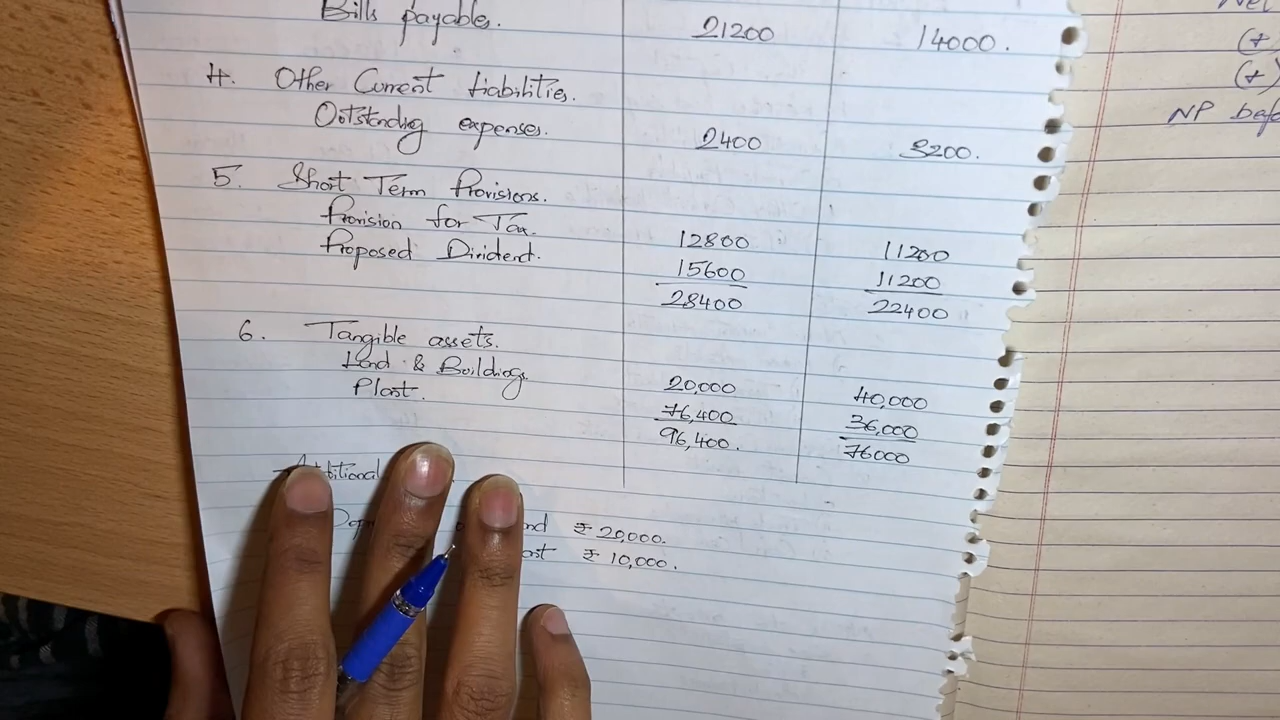 Bills payable. 21200 14000.
4. Other Current Liabilities.
Outstanding expenses. 2400 3200.
5. Short Term Provisions.
Provision for Tax. 12800 11200
Proposed Dividend. 15600 11200
28400 22400
6. Tangible assets.
Land & Building 20,000 40,000
Plant. 76,400 36,000
96,400. 76000
₹ 20,000.
₹ 10,000.
(+)
(+)
NP